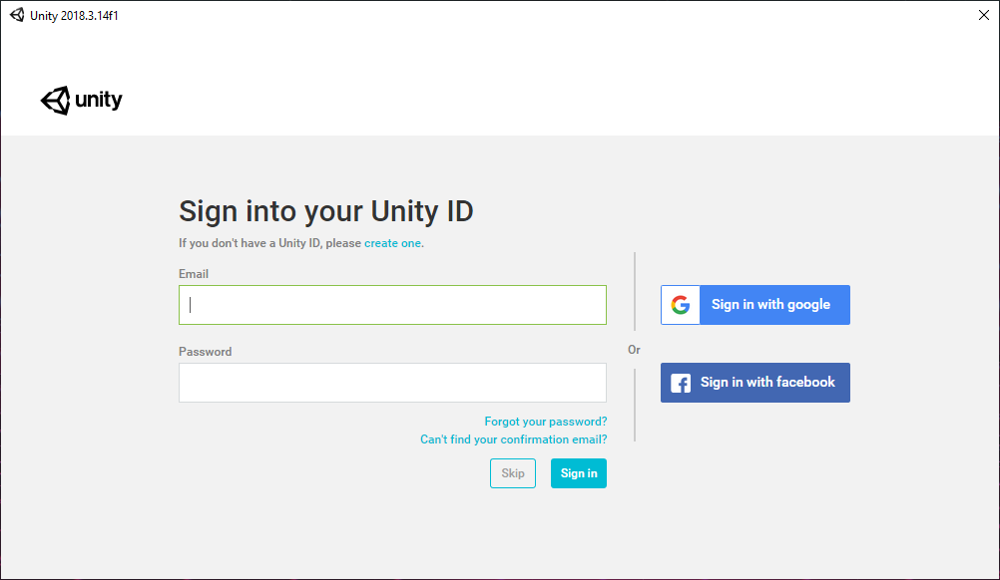 Unity 2018.3.14f1
unity
Sign into your Unity ID
If you don't have a Unity ID, please create one.
Email
Password
Forgot your password?
Can't find your confirmation email?
Skip
Sign in
Or
Sign in with google
Sign in with facebook